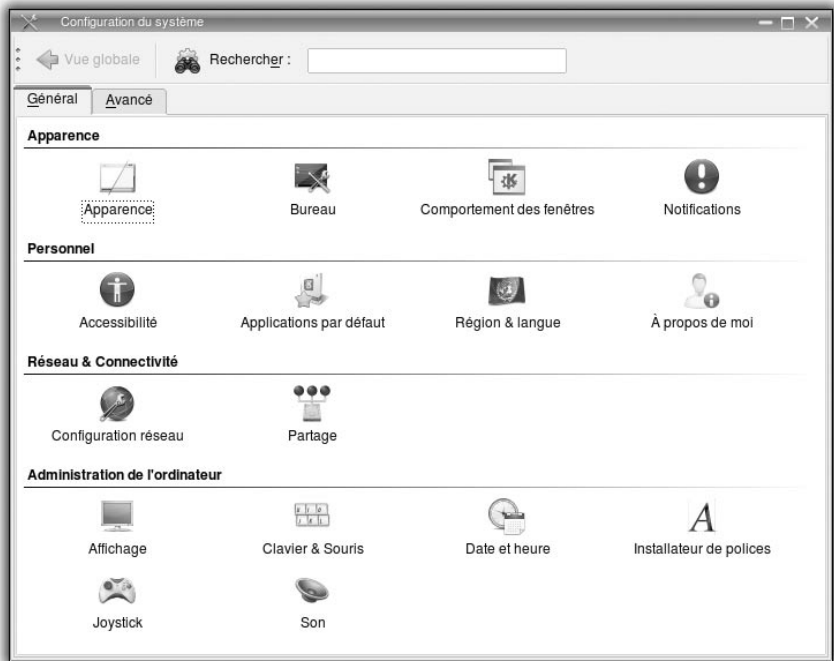 Configuration du système
Vue globale Rechercher :
Général Avancé
Apparence
Apparence Bureau Comportement des fenêtres Notifications
Personnel
Accessibilité Applications par défaut Région & langue À propos de moi
Réseau & Connectivité
Configuration réseau Partage
Administration de l'ordinateur
Affichage Clavier & Souris Date et heure Installateur de polices
Joystick Son